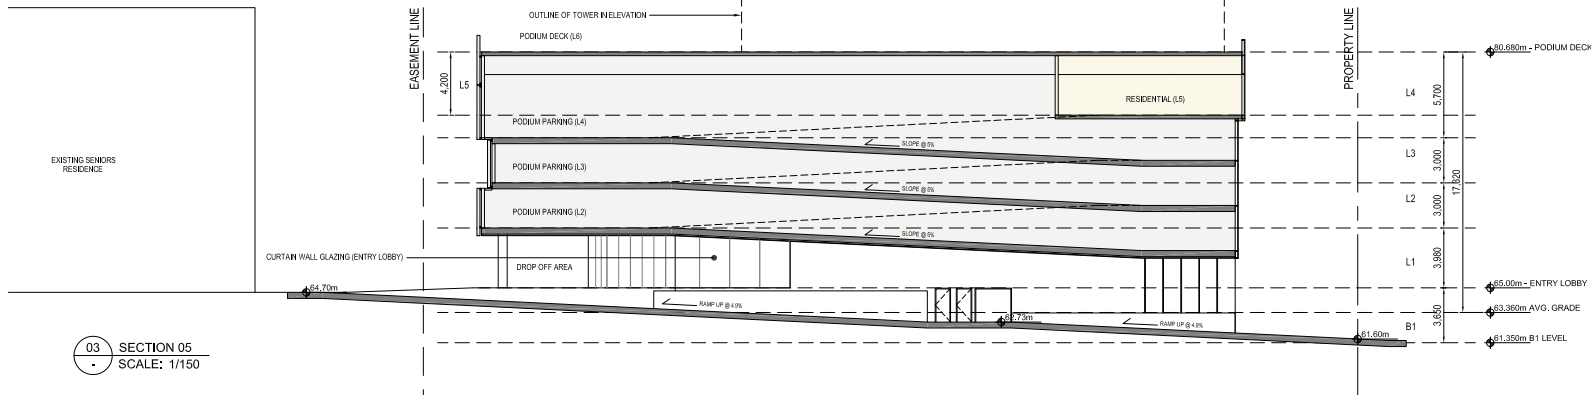 OUTLINE OF TOWER IN ELEVATION
PODIUM DECK (L6)
EASEMENT LINE
PROPERTY LINE
80.680m - PODIUM DECK
4,200
L5
RESIDENTIAL (L5)
L4
5,700
PODIUM PARKING (L4)
SLOPE @ 5%
L3
3,000
17,320
EXISTING SENIORS
RESIDENCE
PODIUM PARKING (L3)
SLOPE @ 5%
L2
3,000
PODIUM PARKING (L2)
SLOPE @ 5%
CURTAIN WALL GLAZING (ENTRY LOBBY)
DROP OFF AREA
L1
3,980
64.70m
65.00m - ENTRY LOBBY
RAMP UP @ 4.9%
63.360m AVG. GRADE
62.73m
RAMP UP @ 4.9%
B1
3,650
61.60m
61.350m B1 LEVEL
03
-
SECTION 05
SCALE: 1/150